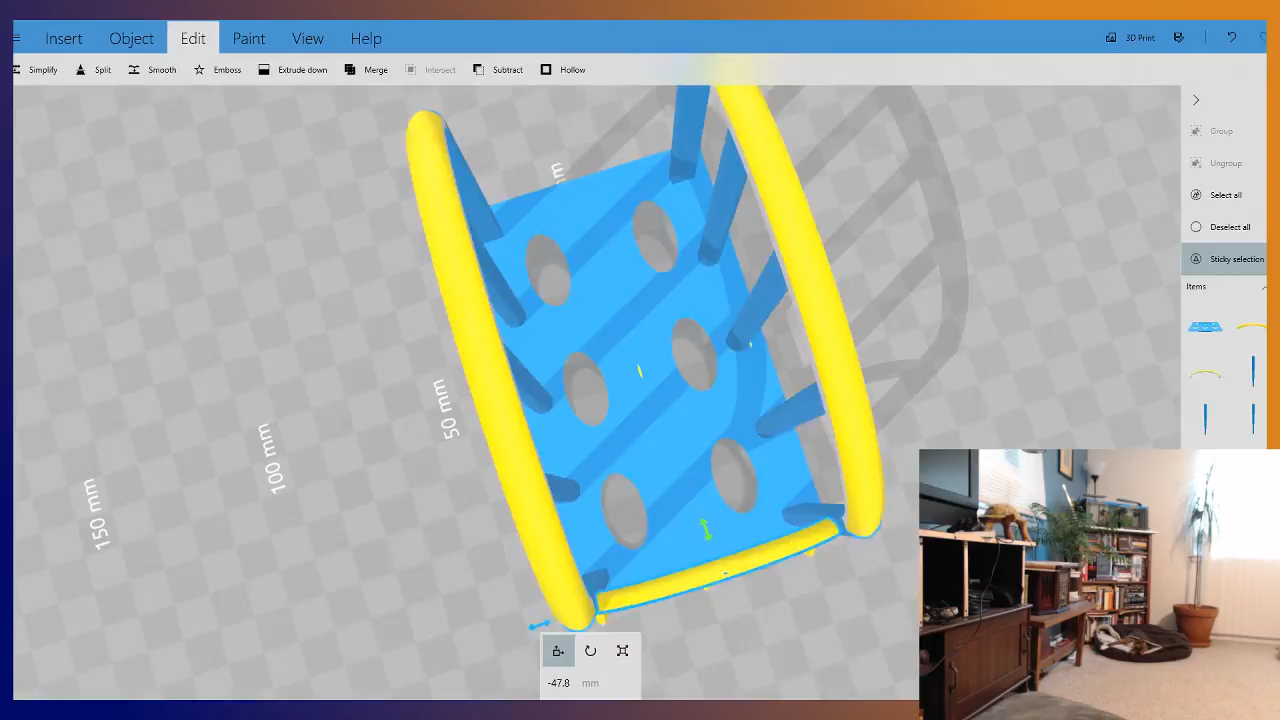 Insert Object Edit Paint View Help 3D Print
Simplify Split Smooth Emboss Extrude down Merge Intersect Subtract Hollow
Group
Ungroup
Select all
Deselect all
Sticky selection
Items
mm
50 mm
100 mm
150 mm
-47.8 mm